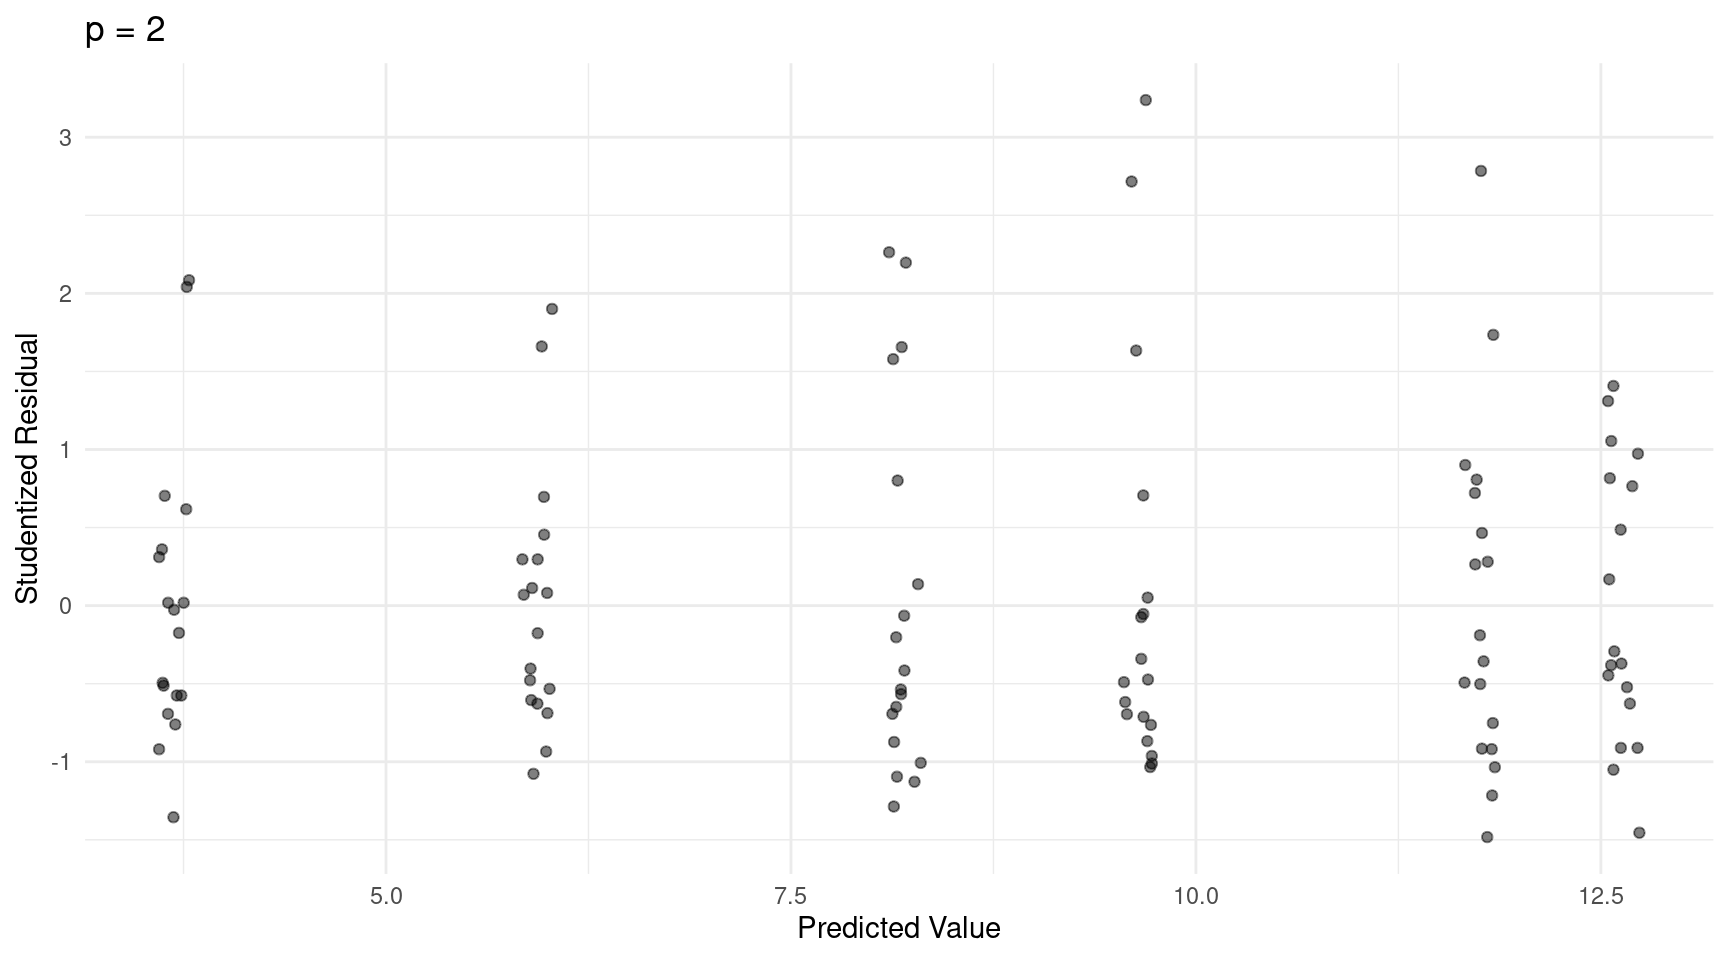 p = 2
3
2
1
0
-1
Studentized Residual
5.0 7.5 10.0 12.5
Predicted Value